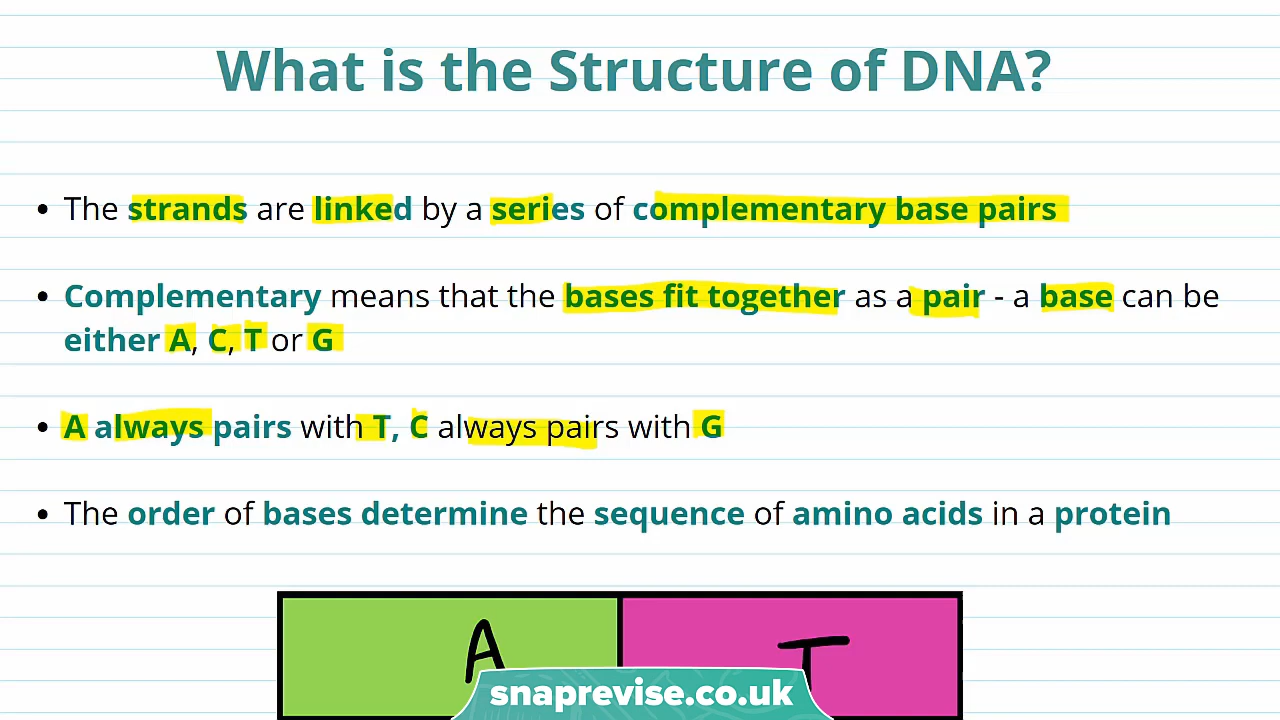 What is the Structure of DNA?
• The strands are linked by a series of complementary base pairs
• Complementary means that the bases fit together as a pair - a base can be
either A, C, T or G
• A always pairs with T, C always pairs with G
• The order of bases determine the sequence of amino acids in a protein
A T
snaprevise.co.uk